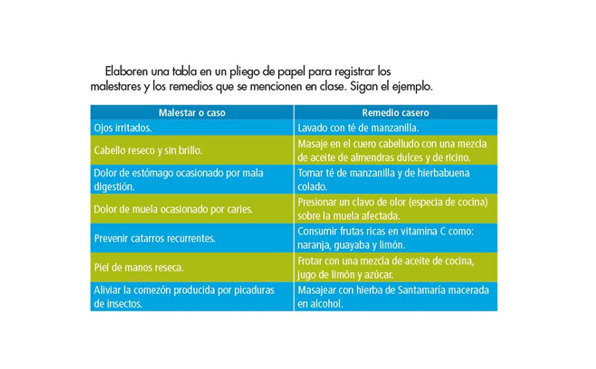 Elaboren una tabla en un pliego de papel para registrar los
malestares y los remedios que se mencionen en clase. Sigan el ejemplo.
Malestar o caso
Remedio casero
Ojos irritados.
Lavado con té de manzanilla.
Cabello reseco y sin brillo.
Masaje en el cuero cabelludo con una mezcla
de aceite de almendras dulces y de ricino.
Dolor de estómago ocasionado por mala
digestión.
Tomar té de manzanilla y de hierbabuena
colado.
Dolor de muela ocasionado por caries.
Presionar un clavo de olor (especia de cocina)
sobre la muela afectada.
Prevenir catarros recurrentes.
Consumir frutas ricas en vitamina C como:
naranja, guayaba y limón.
Piel de manos reseca.
Frotar con una mezcla de aceite de cocina,
jugo de limón y azúcar.
Aliviar la comezón producida por picaduras
de insectos.
Masajear con hierba de Santamaría macerada
en alcohol.